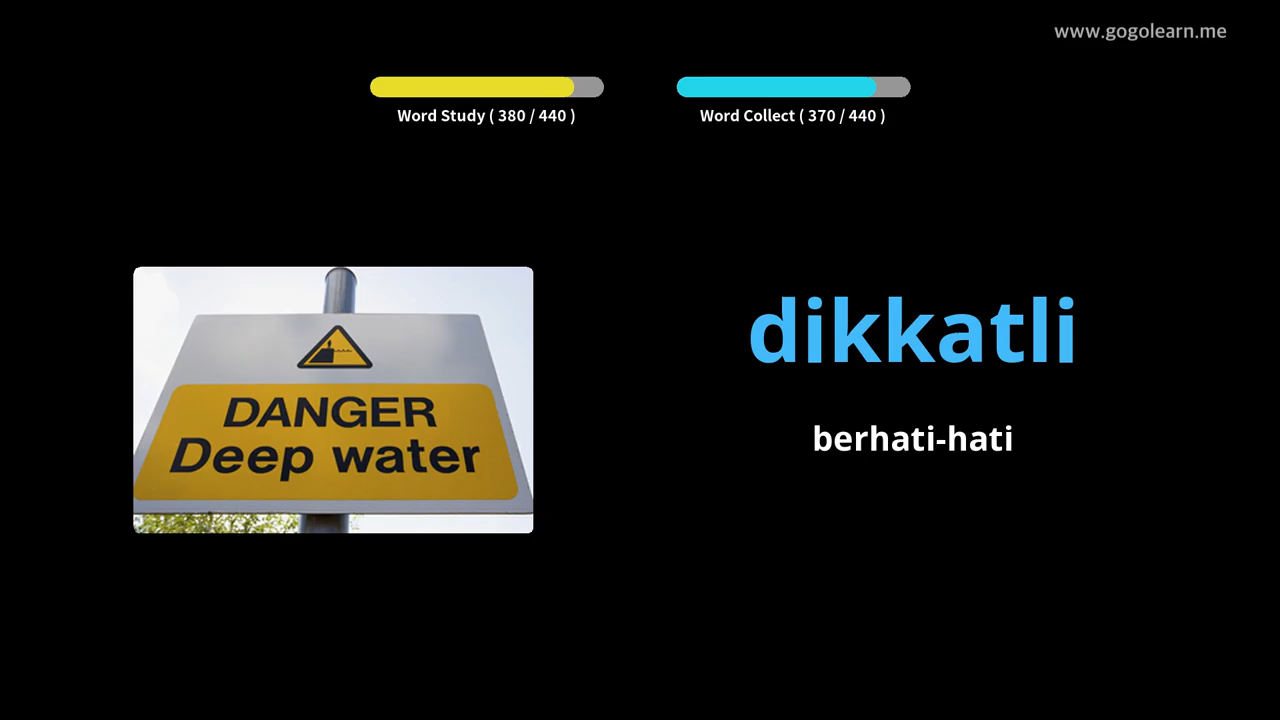 www.gogolearn.me
Word Study ( 380 / 440 )
Word Collect ( 370 / 440 )
DANGER
Deep water
dikkatli
berhati-hati